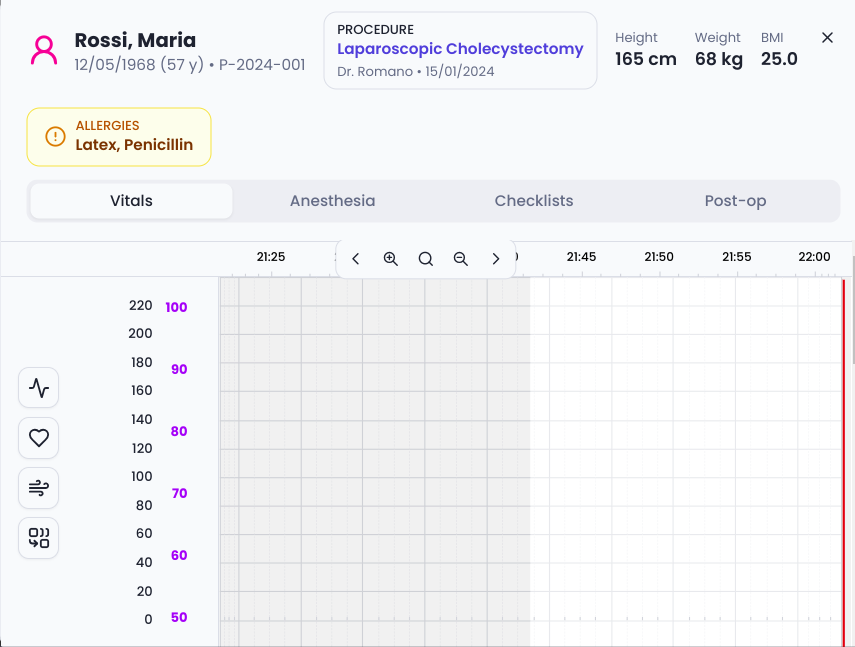 Rossi, Maria
12/05/1968 (57 y) • P-2024-001
PROCEDURE
Laparoscopic Cholecystectomy
Dr. Romano • 15/01/2024
Height
165 cm
Weight
68 kg
BMI
25.0
ALLERGIES
Latex, Penicillin
Vitals
Anesthesia
Checklists
Post-op
21:25
21:45
21:50
21:55
22:00
220
100
200
180
90
160
140
80
120
100
70
80
60
60
40
20
50
0